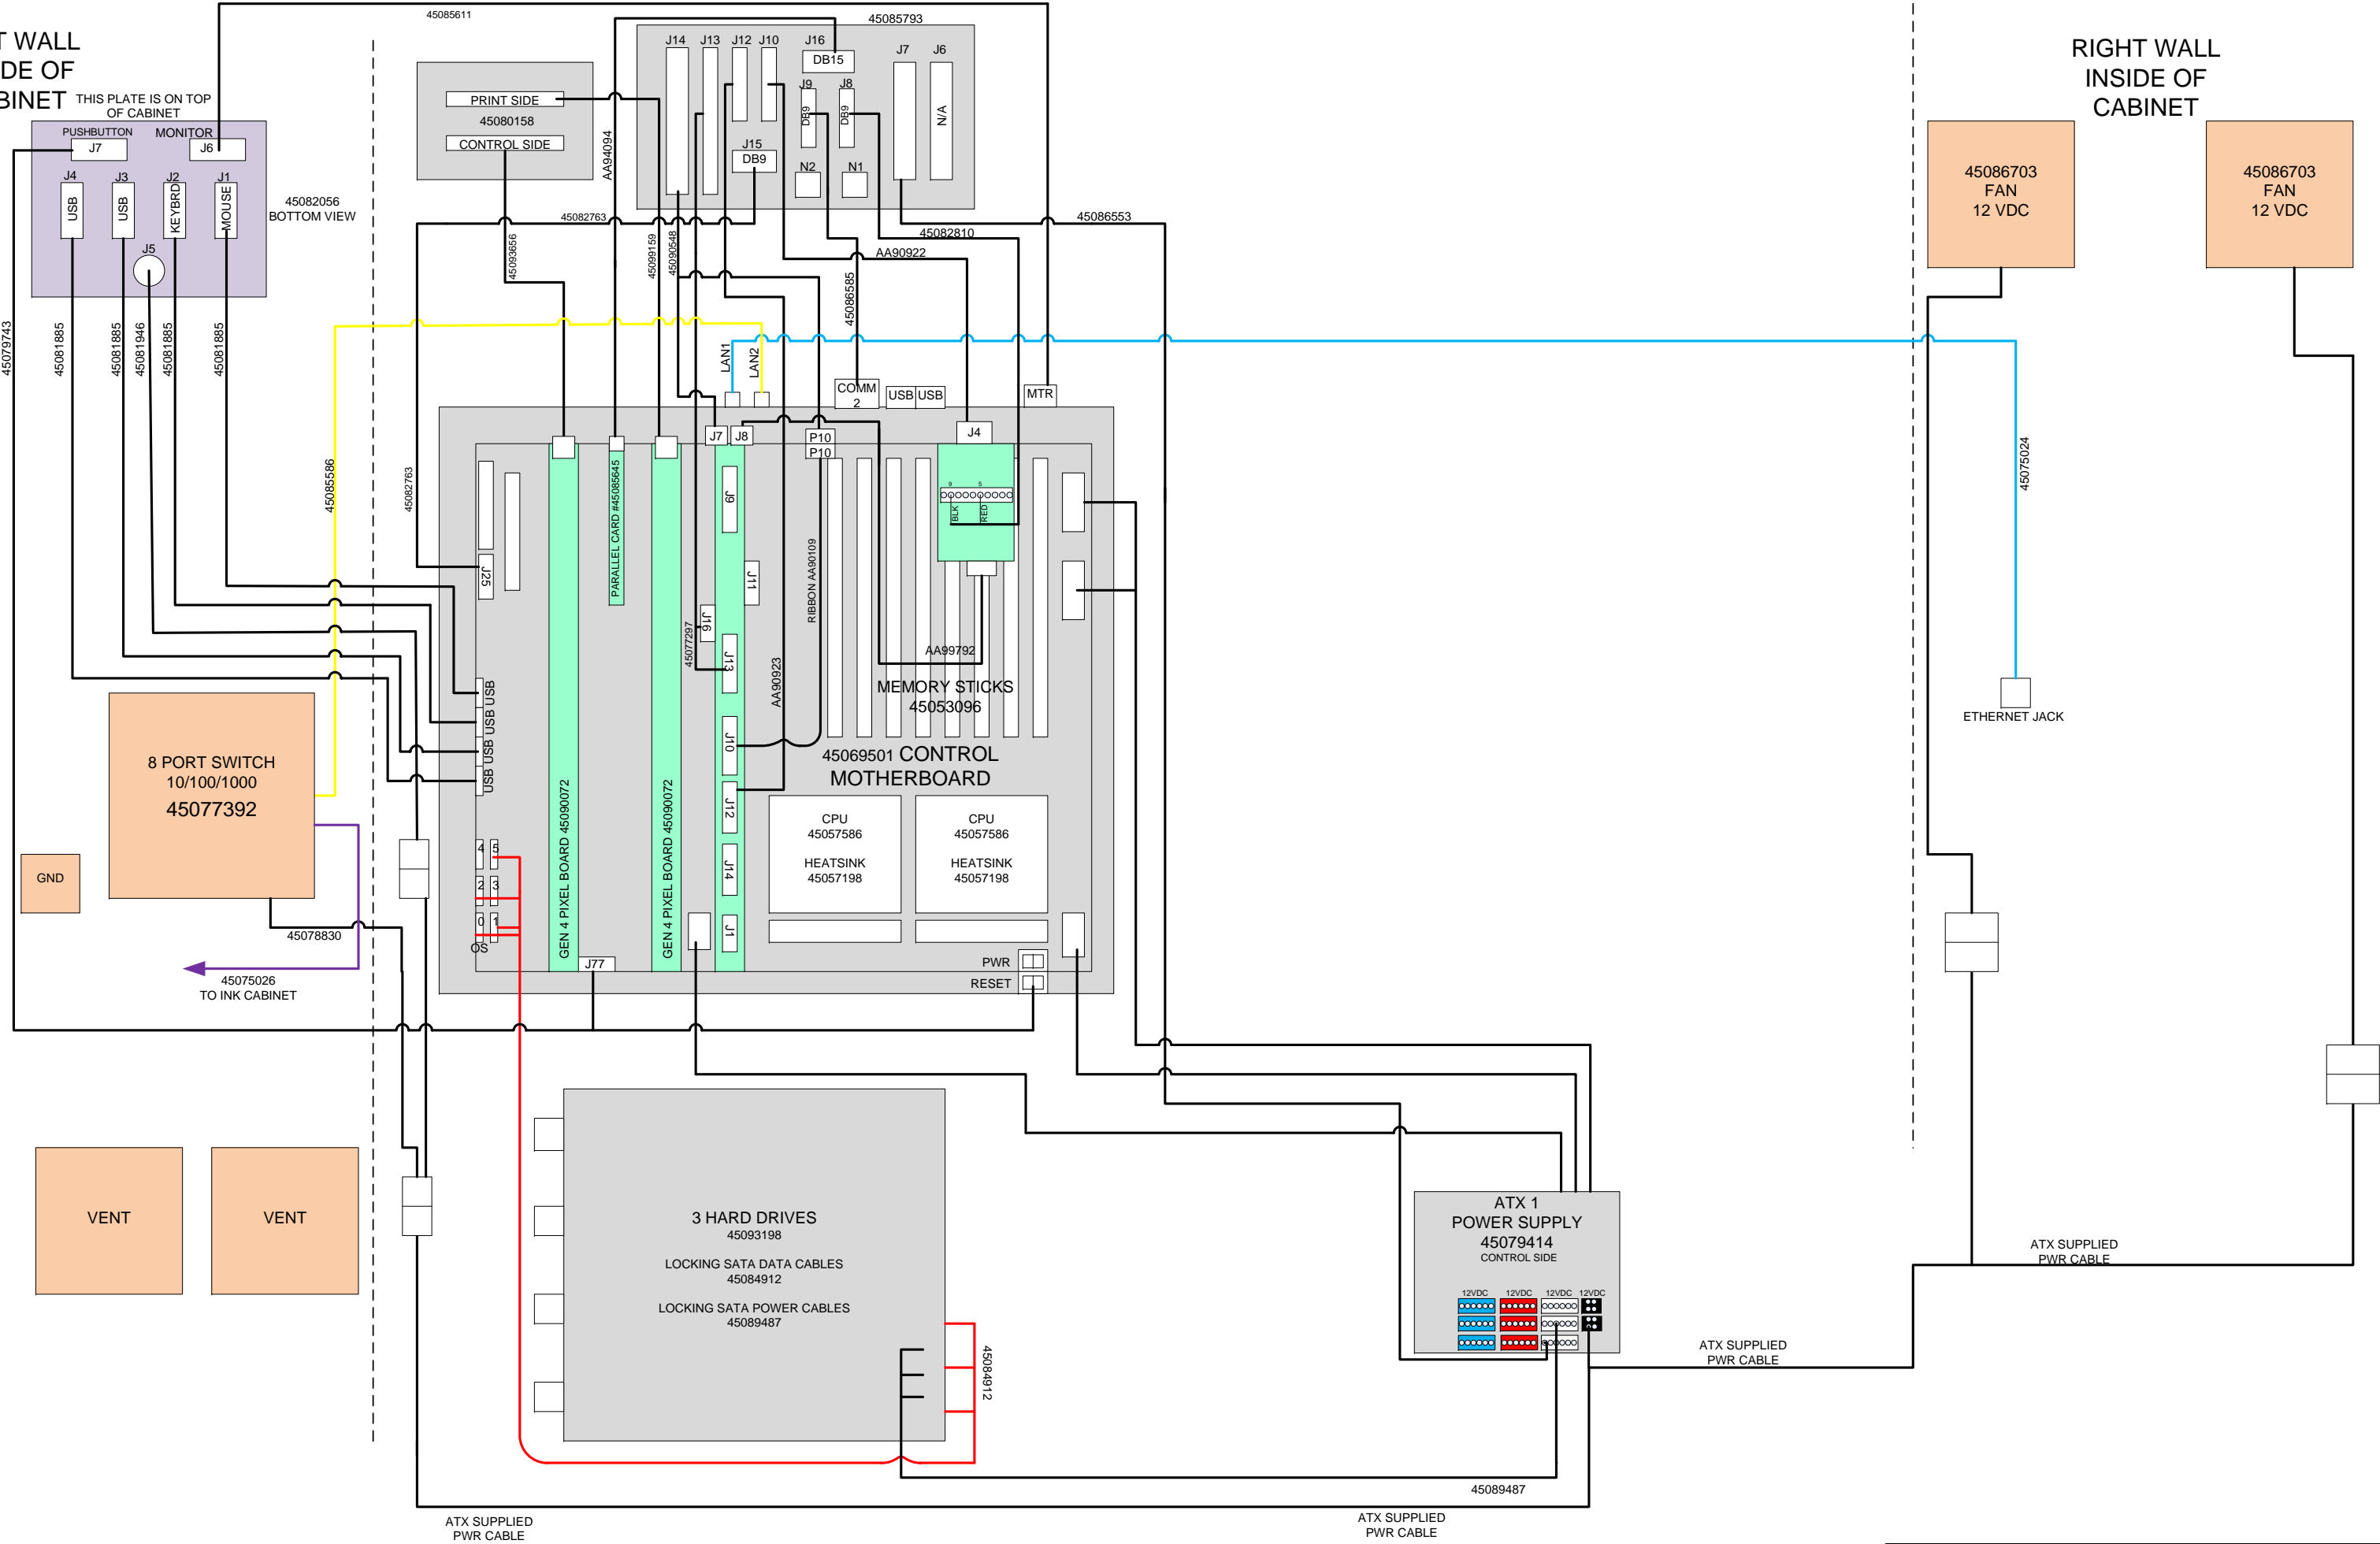 T WALL
DE OF
BINET
THIS PLATE IS ON TOP
OF CABINET
PUSHBUTTON
MONITOR
J7
J6
J4
J3
J2
J1
USB
USB
KEYBRD
MOUSE
J5
45082056
BOTTOM VIEW
45079743
45081885
45081885
45081946
45081885
45081885
45085611
PRINT SIDE
45080158
CONTROL SIDE
AA94094
45085793
J14
J13
J12
J10
J16
DB15
J7
J6
J9
DB9
J8
DB9
N/A
J15
DB9
N2
N1
45082763
45093656
45099159
45090548
45086553
45082810
AA90922
45086585
LAN1
LAN2
COMM
2
USB
USB
MTR
RIGHT WALL
INSIDE OF
CABINET
45086703
FAN
12 VDC
45086703
FAN
12 VDC
45075024
ETHERNET JACK
45085586
45082763
J7
J8
P10
P10
J4
9
5
BLK
RED
J25
PARALLEL CARD #45085645
J9
J11
J16
J13
45077297
AA90923
RIBBON AA90109
AA99792
MEMORY STICKS
45053096
45069501 CONTROL
MOTHERBOARD
USB
USB
USB
USB
GEN 4 PIXEL BOARD 45090072
GEN 4 PIXEL BOARD 45090072
J10
J12
J14
J1
CPU
45057586
HEATSINK
45057198
CPU
45057586
HEATSINK
45057198
4
5
2
3
0
1
OS
J77
PWR
RESET
8 PORT SWITCH
10/100/1000
45077392
GND
45078830
45075026
TO INK CABINET
VENT
VENT
3 HARD DRIVES
45093198
LOCKING SATA DATA CABLES
45084912
LOCKING SATA POWER CABLES
45089487
45084912
ATX 1
POWER SUPPLY
45079414
CONTROL SIDE
12VDC
12VDC
12VDC
12VDC
ATX SUPPLIED
PWR CABLE
ATX SUPPLIED
PWR CABLE
45089487
ATX SUPPLIED
PWR CABLE
ATX SUPPLIED
PWR CABLE